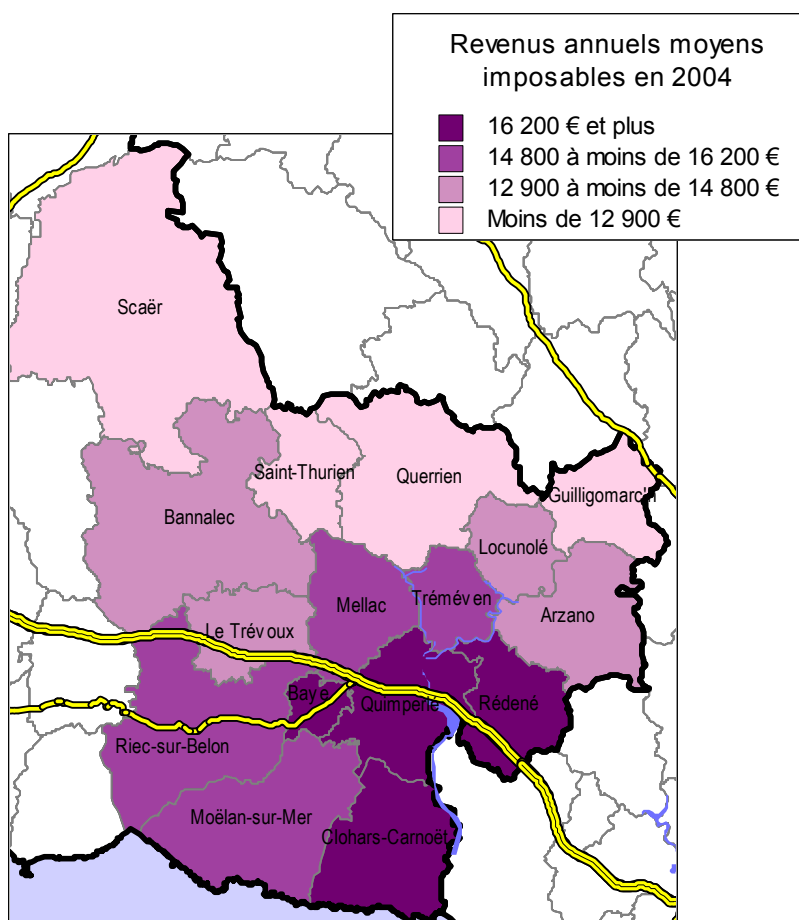 Revenus annuels moyens
imposables en 2004
16 200 € et plus
14 800 à moins de 16 200 €
12 900 à moins de 14 800 €
Moins de 12 900 €
Scaër
Saint-Thurien
Querrien
Guilligomarc'h
Bannalec
Locunolé
Mellac
Tréméven
Arzano
Le Trévoux
Baye
Quimperlé
Rédené
Riec-sur-Belon
Moëlan-sur-Mer
Clohars-Carnoët